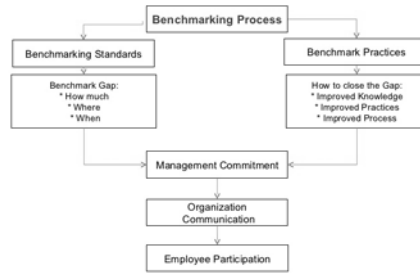 Benchmarking Process
Benchmarking Standards
Benchmark Practices
Benchmark Gap:
* How much
* Where
* When
How to close the Gap:
* Improved Knowledge
* Improved Practices
* Improved Process
Management Commitment
Organization
Communication
Employee Participation